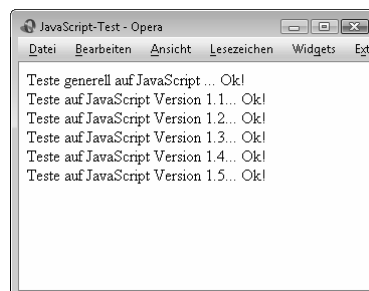 JavaScript-Test - Opera
Datei Bearbeiten Ansicht Lesezeichen Widgets Ext
Teste generell auf JavaScript ... Ok!
Teste auf JavaScript Version 1.1... Ok!
Teste auf JavaScript Version 1.2... Ok!
Teste auf JavaScript Version 1.3... Ok!
Teste auf JavaScript Version 1.4... Ok!
Teste auf JavaScript Version 1.5... Ok!